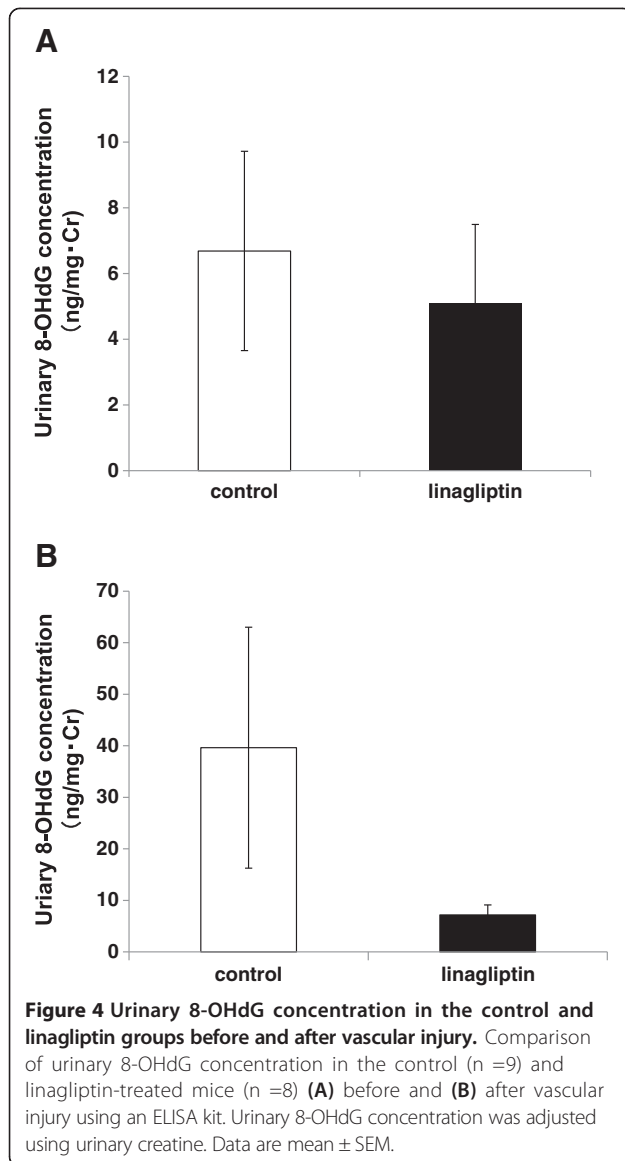 A
12
10
8
6
4
2
0
Urinary 8-OHdG concentration
(ng/mg·Cr)
control linagliptin
B
70
60
50
40
30
20
10
0
Uriary 8-OHdG concentration
(ng/mg·Cr)
control linagliptin
Figure 4 Urinary 8-OHdG concentration in the control and
linagliptin groups before and after vascular injury. Comparison
of urinary 8-OHdG concentration in the control (n =9) and
linagliptin-treated mice (n =8) (A) before and (B) after vascular
injury using an ELISA kit. Urinary 8-OHdG concentration was adjusted
using urinary creatine. Data are mean ± SEM.